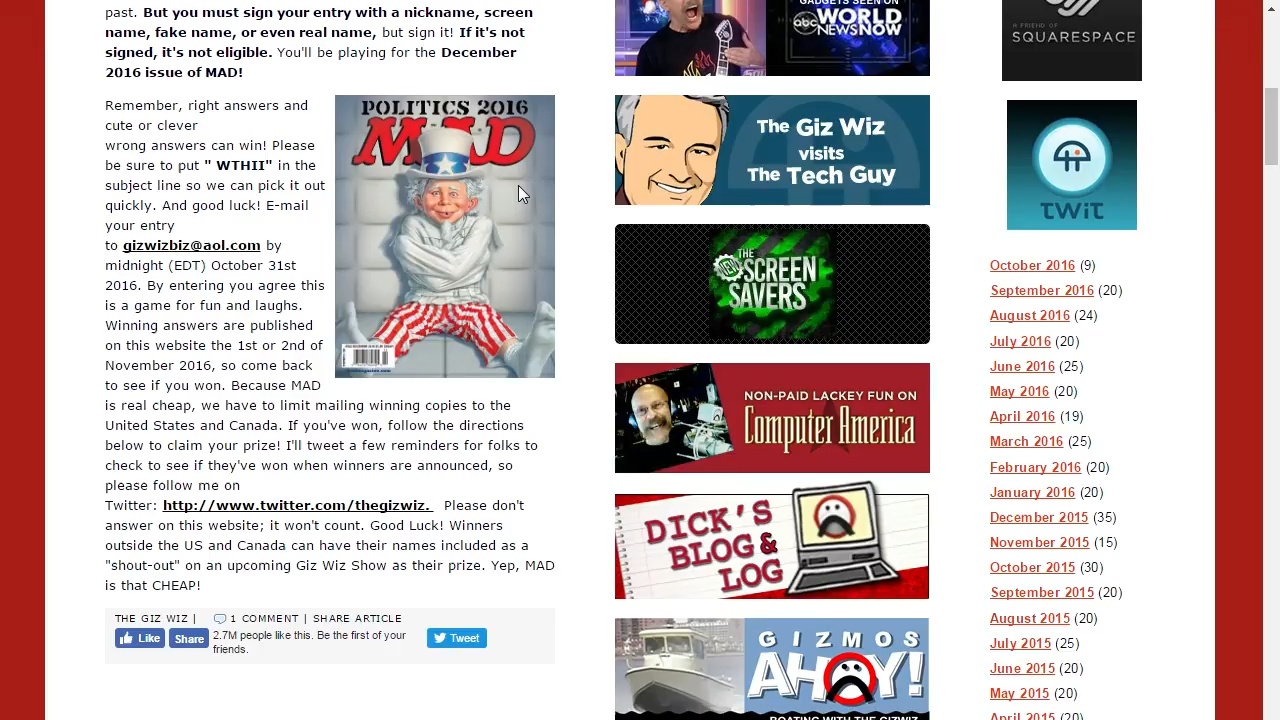 But you must sign your entry with a nickname, screen
name, or even real name, but sign it! If it's not
signed, it's not eligible. You'll be playing for the December
2016 issue of MAD!
Remember, right answers and
cute or clever
wrong answers can win! Please
be sure to put " WTHII" in the
subject line so we can pick it out
quickly. And good luck! E-mail
your entry
to gizwizbiz@aol.com by
midnight (EDT) October 31st
2016. By entering you agree this
is a game for fun and laughs.
Winning answers are published
on this website the 1st or 2nd of
November 2016, so come back
to see if you won. Because MAD
is so cheap, we have to limit mailing winning copies to the
United States and Canada. If you've won, follow the directions
below to claim your prize! I'll tweet a few reminders for folks to
check to see if they've won when winners are announced, so
please follow me on
Twitter: http://www.twitter.com/thegizwiz. Please don't
answer on this website; it won't count. Good Luck! Winners
outside the US and Canada can have their names included as a
"shout-out" on an upcoming Giz Wiz Show as their prize. Yep, MAD
is that CHEAP!
THE GIZ WIZ | 1 COMMENT | SHARE ARTICLE
Like Share
people like this. Be the first of your
friends.
Tweet
POLITICS 2016
MAD
GADGETS SEEN ON
abc WORLD
NEWS NOW
The Giz Wiz
visits
The Tech Guy
THE
NEW SCREEN
SAVERS
NON-PAID LACKEY FUN ON
Computer America
DICK'S
BLOG &
LOG
GIZMOS
AHOY!
BOATING WITH THE GIZWIZ
A FRIEND OF
SQUARESPACE
TWiT
October 2016 (9)
September 2016 (20)
August 2016 (24)
July 2016 (20)
June 2016 (25)
May 2016 (20)
April 2016 (19)
March 2016 (25)
February 2016 (20)
January 2016 (20)
December 2015 (35)
November 2015 (15)
October 2015 (30)
September 2015 (20)
August 2015 (20)
July 2015 (25)
June 2015 (20)
May 2015 (20)
April 2015 (20)